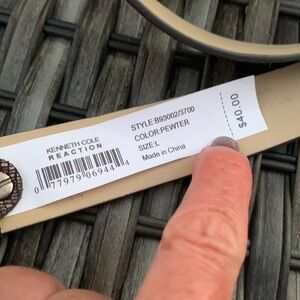 KENNETH COLE
REACTION
0 77979 06944 4
STYLE:B93002/3700
COLOR:PEWTER
SIZE:L
Made in China
$40.00